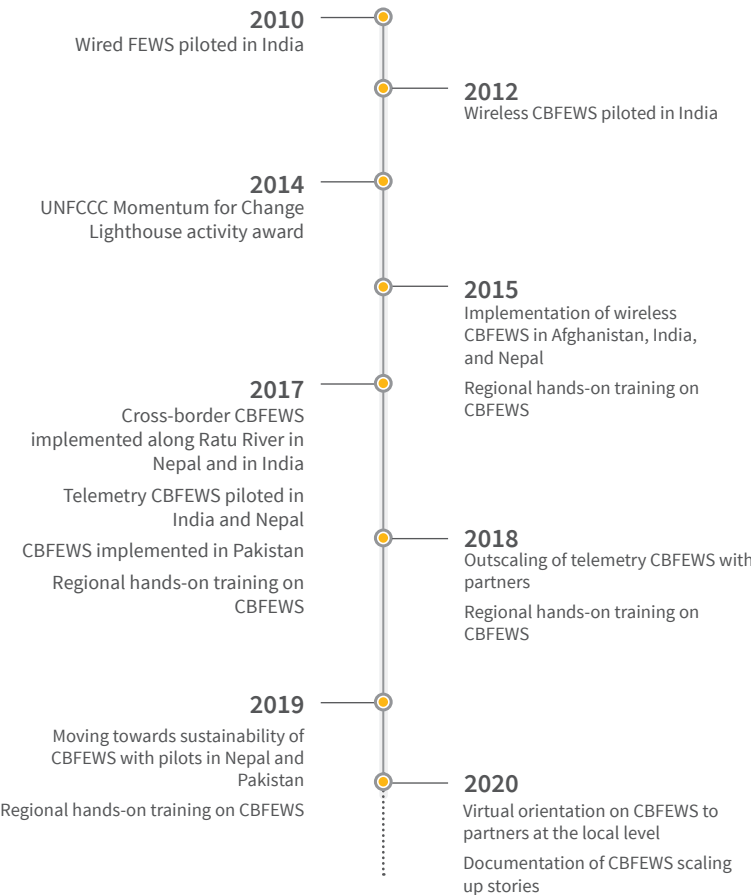 2010
Wired FEWS piloted in India
2012
Wireless CBFEWS piloted in India
2014
UNFCCC Momentum for Change
Lighthouse activity award
2015
Implementation of wireless
CBFEWS in Afghanistan, India,
and Nepal
Regional hands-on training on
CBFEWS
2017
Cross-border CBFEWS
implemented along Ratu River in
Nepal and in India
Telemetry CBFEWS piloted in
India and Nepal
CBFEWS implemented in Pakistan
Regional hands-on training on
CBFEWS
2018
Outscaling of telemetry CBFEWS with
partners
Regional hands-on training on
CBFEWS
2019
Moving towards sustainability of
CBFEWS with pilots in Nepal and
Pakistan
Regional hands-on training on CBFEWS
2020
Virtual orientation on CBFEWS to
partners at the local level
Documentation of CBFEWS scaling
up stories